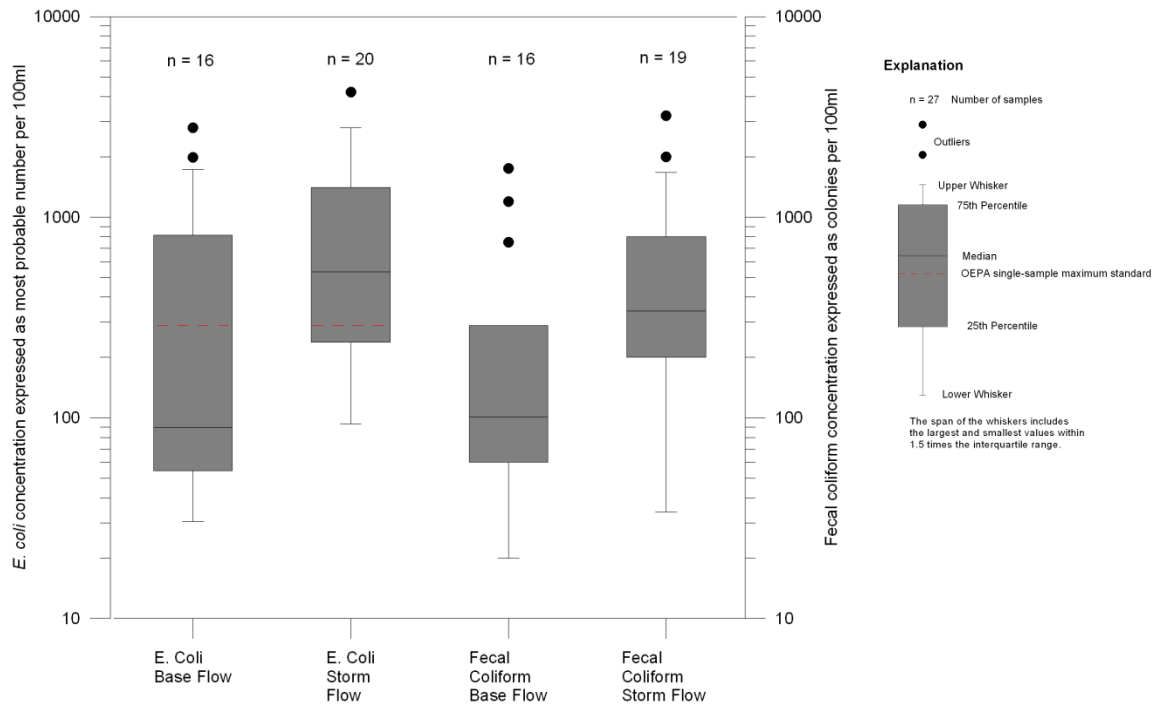 E. coli concentration expressed as most probable number per 100ml
10000
1000
100
10
n = 16
n = 20
n = 16
n = 19
E. Coli
Base Flow
E. Coli
Storm
Flow
Fecal
Coliform
Base Flow
Fecal
Coliform
Storm Flow
10000
1000
100
10
Fecal coliform concentration expressed as colonies per 100ml
Explanation
n = 27 Number of samples
Outliers
Upper Whisker
75th Percentile
Median
OEPA single-sample maximum standard
25th Percentile
Lower Whisker
The span of the whiskers includes
the largest and smallest values within
1.5 times the interquartile range.